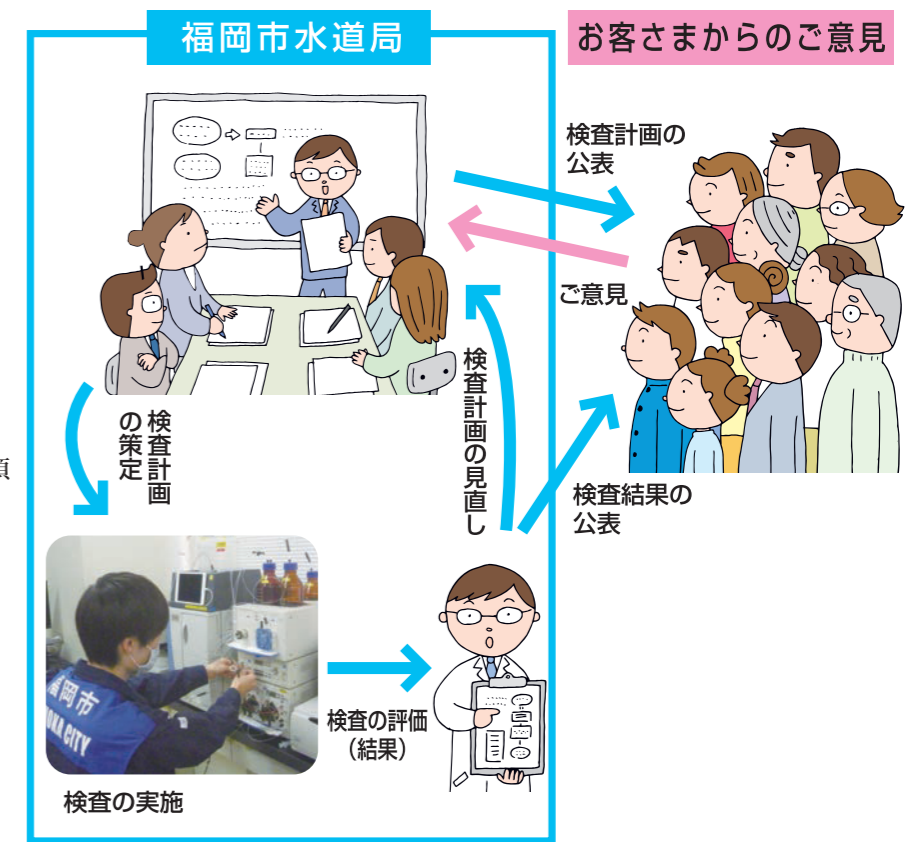 福岡市水道局
お客さまからのご意見
検査計画の
公表
ご意見
検査計画
の策定
検査計画の見直し
検査結果の
公表
項
福岡市
OKA CITY
検査の評価
（結果）
検査の実施